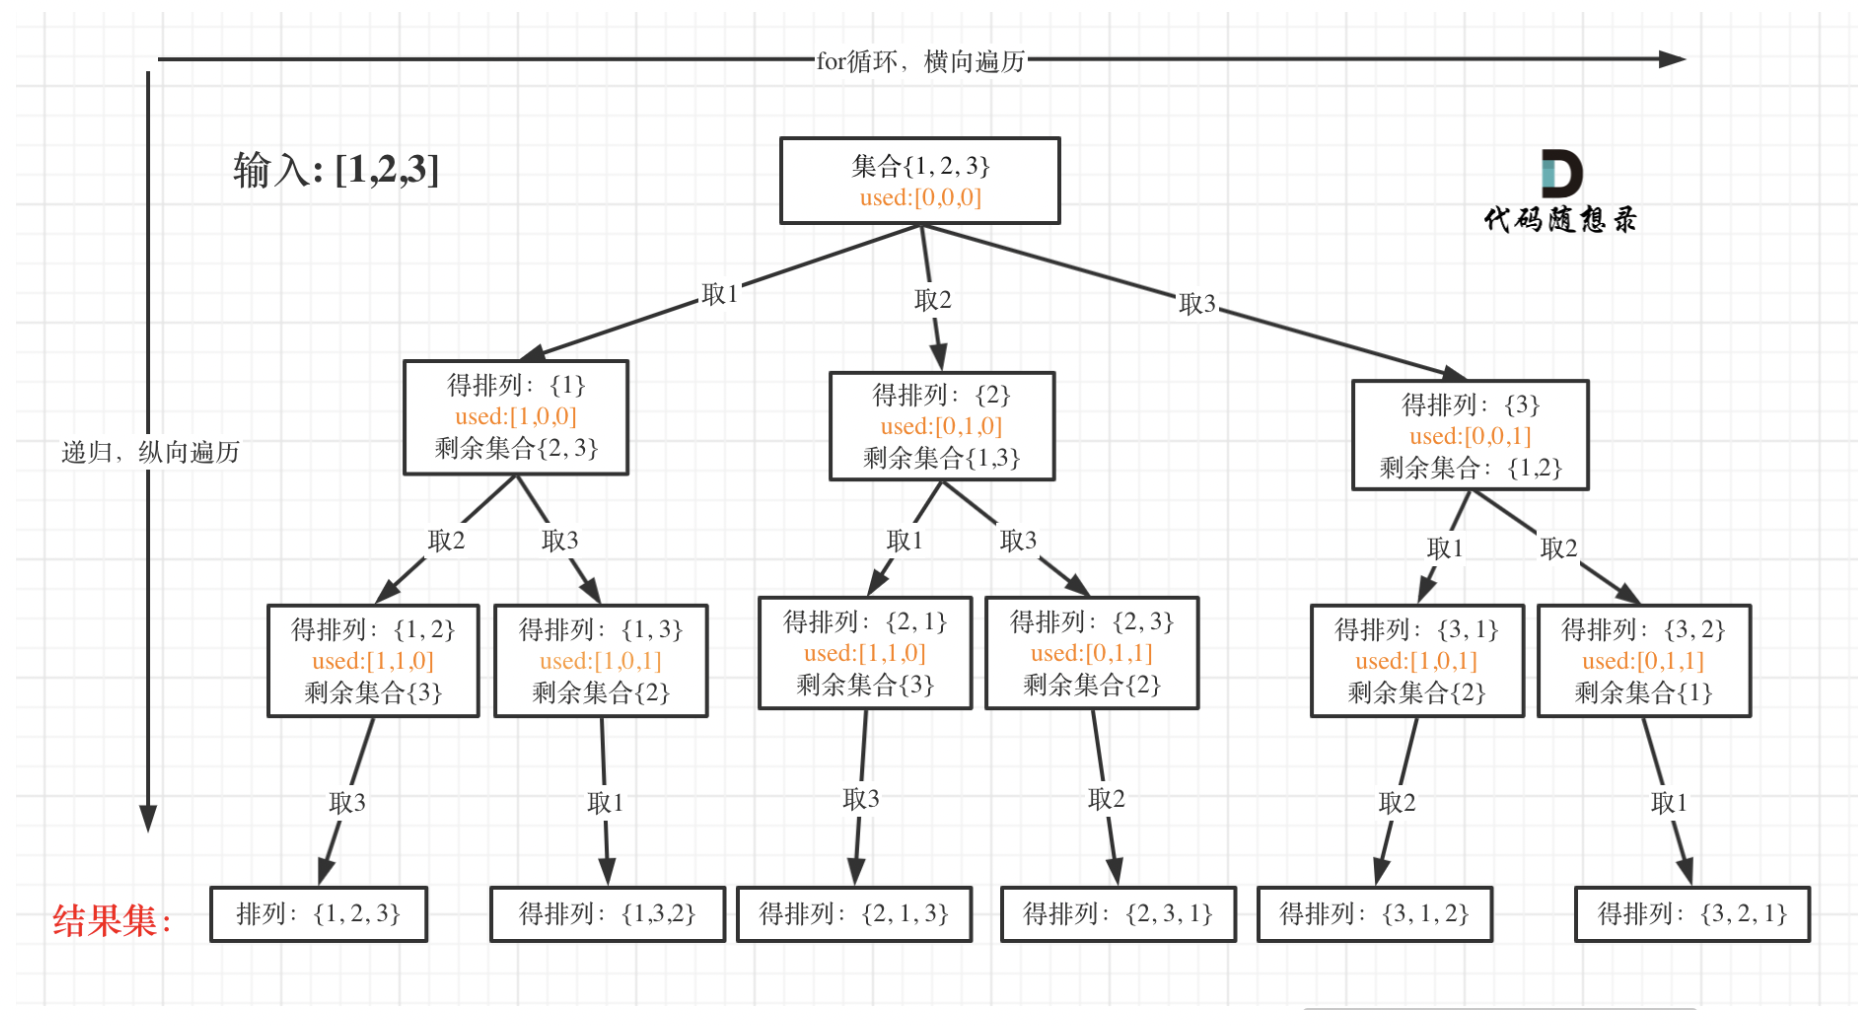 for循环，横向遍历
输入: [1,2,3]
集合{1, 2, 3}
used:[0,0,0]
代码随想录
取1
取2
取3
得排列：{1}
used:[1,0,0]
剩余集合{2, 3}
得排列：{2}
used:[0,1,0]
剩余集合{1,3}
得排列：{3}
used:[0,0,1]
剩余集合：{1,2}
递归，纵向遍历
取2
取3
取1
取3
取1
取2
得排列：{1, 2}
used:[1,1,0]
剩余集合{3}
得排列：{1, 3}
used:[1,0,1]
剩余集合{2}
得排列：{2, 1}
used:[1,1,0]
剩余集合{3}
得排列：{2, 3}
used:[0,1,1]
剩余集合{2}
得排列：{3, 1}
used:[1,0,1]
剩余集合{2}
得排列：{3, 2}
used:[0,1,1]
剩余集合{1}
取3
取1
取3
取2
取2
取1
结果集：
排列：{1, 2, 3}
得排列：{1,3,2}
得排列：{2, 1, 3}
得排列：{2, 3, 1}
得排列：{3, 1, 2}
得排列：{3, 2, 1}